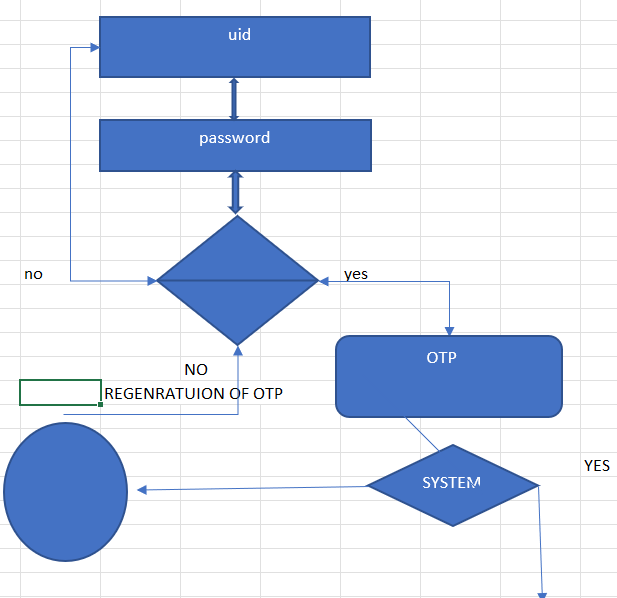 uid
password
no
yes
OTP
NO
REGENRATUION OF OTP
SYSTEM
YES